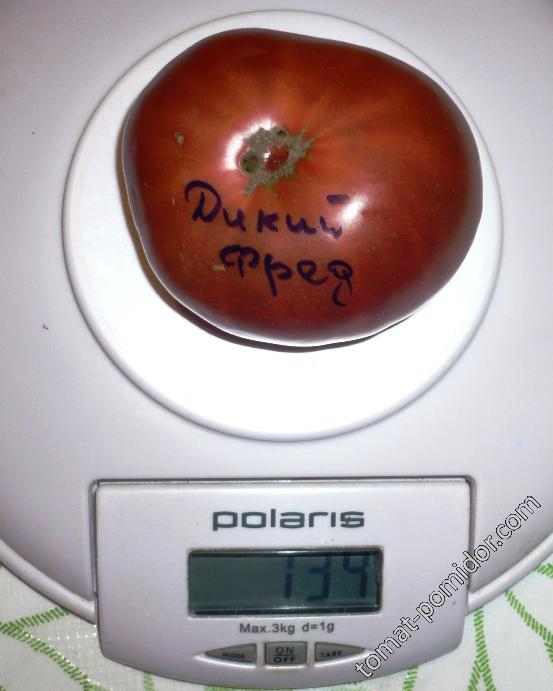 Дикий
Фред
polaris
134
Max.3kg d=1g
MODE
ON
OFF
TARE
tomat-pomidor.com